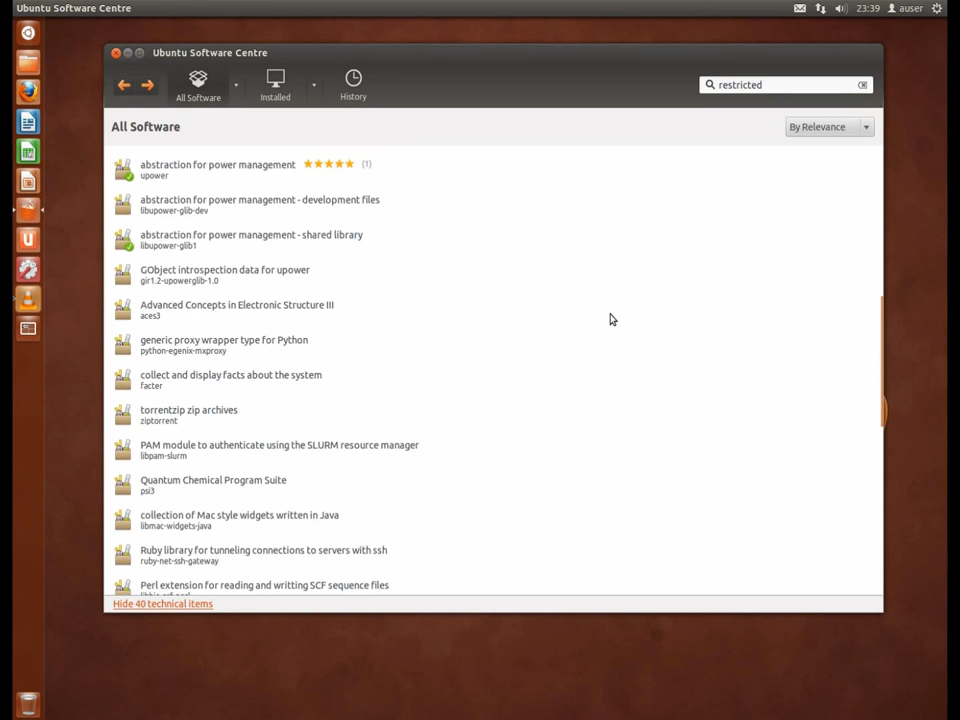 Ubuntu Software Centre
23:39
auser
Ubuntu Software Centre
All Software
Installed
History
restricted
All Software
By Relevance
abstraction for power management (1)
upower
abstraction for power management - development files
libupower-glib-dev
abstraction for power management - shared library
libupower-glib1
GObject introspection data for upower
gir1.2-upowerglib-1.0
Advanced Concepts in Electronic Structure III
aces3
generic proxy wrapper type for Python
python-egenix-mxproxy
collect and display facts about the system
facter
torrentzip zip archives
ziptorrent
PAM module to authenticate using the SLURM resource manager
libpam-slurm
Quantum Chemical Program Suite
psi3
collection of Mac style widgets written in Java
libmac-widgets-java
Ruby library for tunneling connections to servers with ssh
ruby-net-ssh-gateway
Perl extension for reading and writting SCF sequence files
Hide 40 technical items